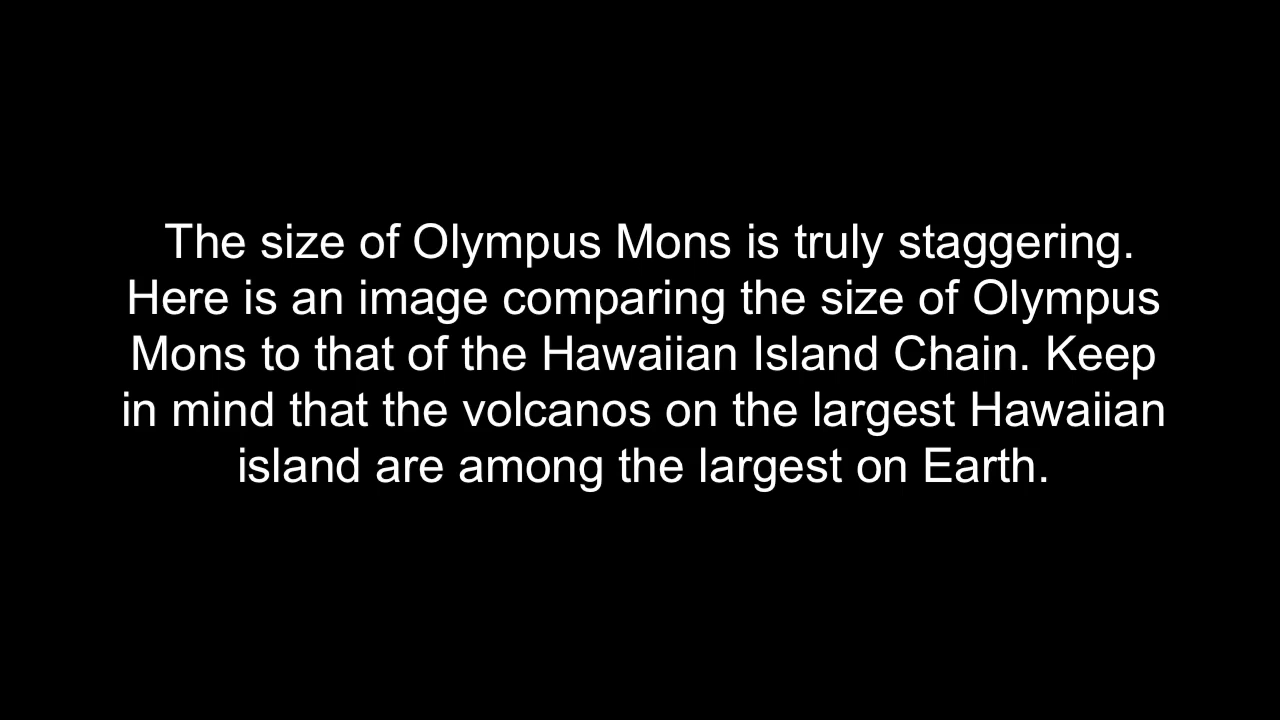 The size of Olympus Mons is truly staggering.
Here is an image comparing the size of Olympus
Mons to that of the Hawaiian Island Chain. Keep
in mind that the volcanos on the largest Hawaiian
island are among the largest on Earth.